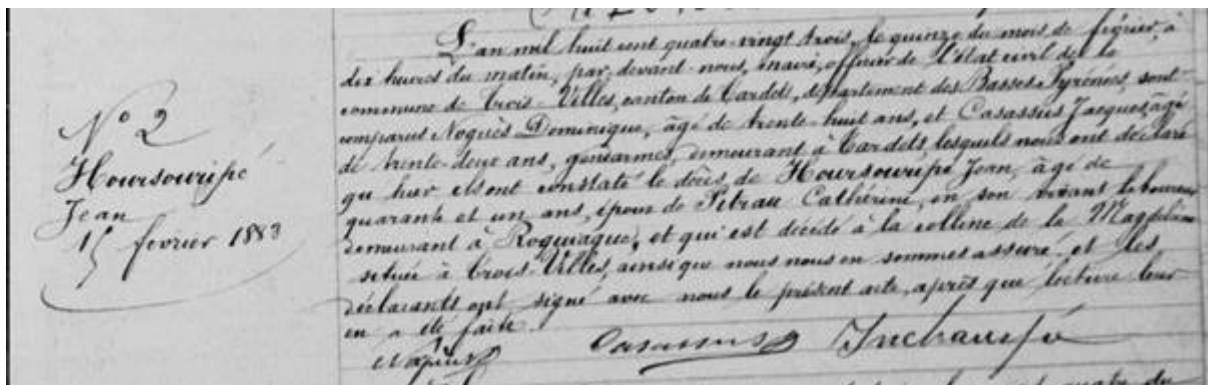 N° 2
Hoursouripé
Jean
15 fevrier 1883
L'an mil huit cent quatre-vingt trois, le quinze du mois de février, à
dix heures du matin, par devant nous, maire, officier de l'état civil de la
commune de Trois-Villes, canton de Tardets, département des Basses Pyrénées, sont
comparus Noguès Dominique, âgé de trente-huit ans, et Casassus Jacques, âgé
de trente-deux ans, gendarmes, demeurant à Tardets lesquels nous ont déclaré
qu'hier ils ont constaté le décès de Hoursouripé Jean, âgé de
quarante et un ans, époux de Pitrau Cathérine, en son vivant laboureur
demeurant à Roquiague, et qui est décédé à la colline de la
située à Trois-Villes, ainsi que nous nous en sommes assuré, et les
déclarants ont signé avec nous le présent acte, après que lecture leur
en a été faite.
Casassus Inchauspé